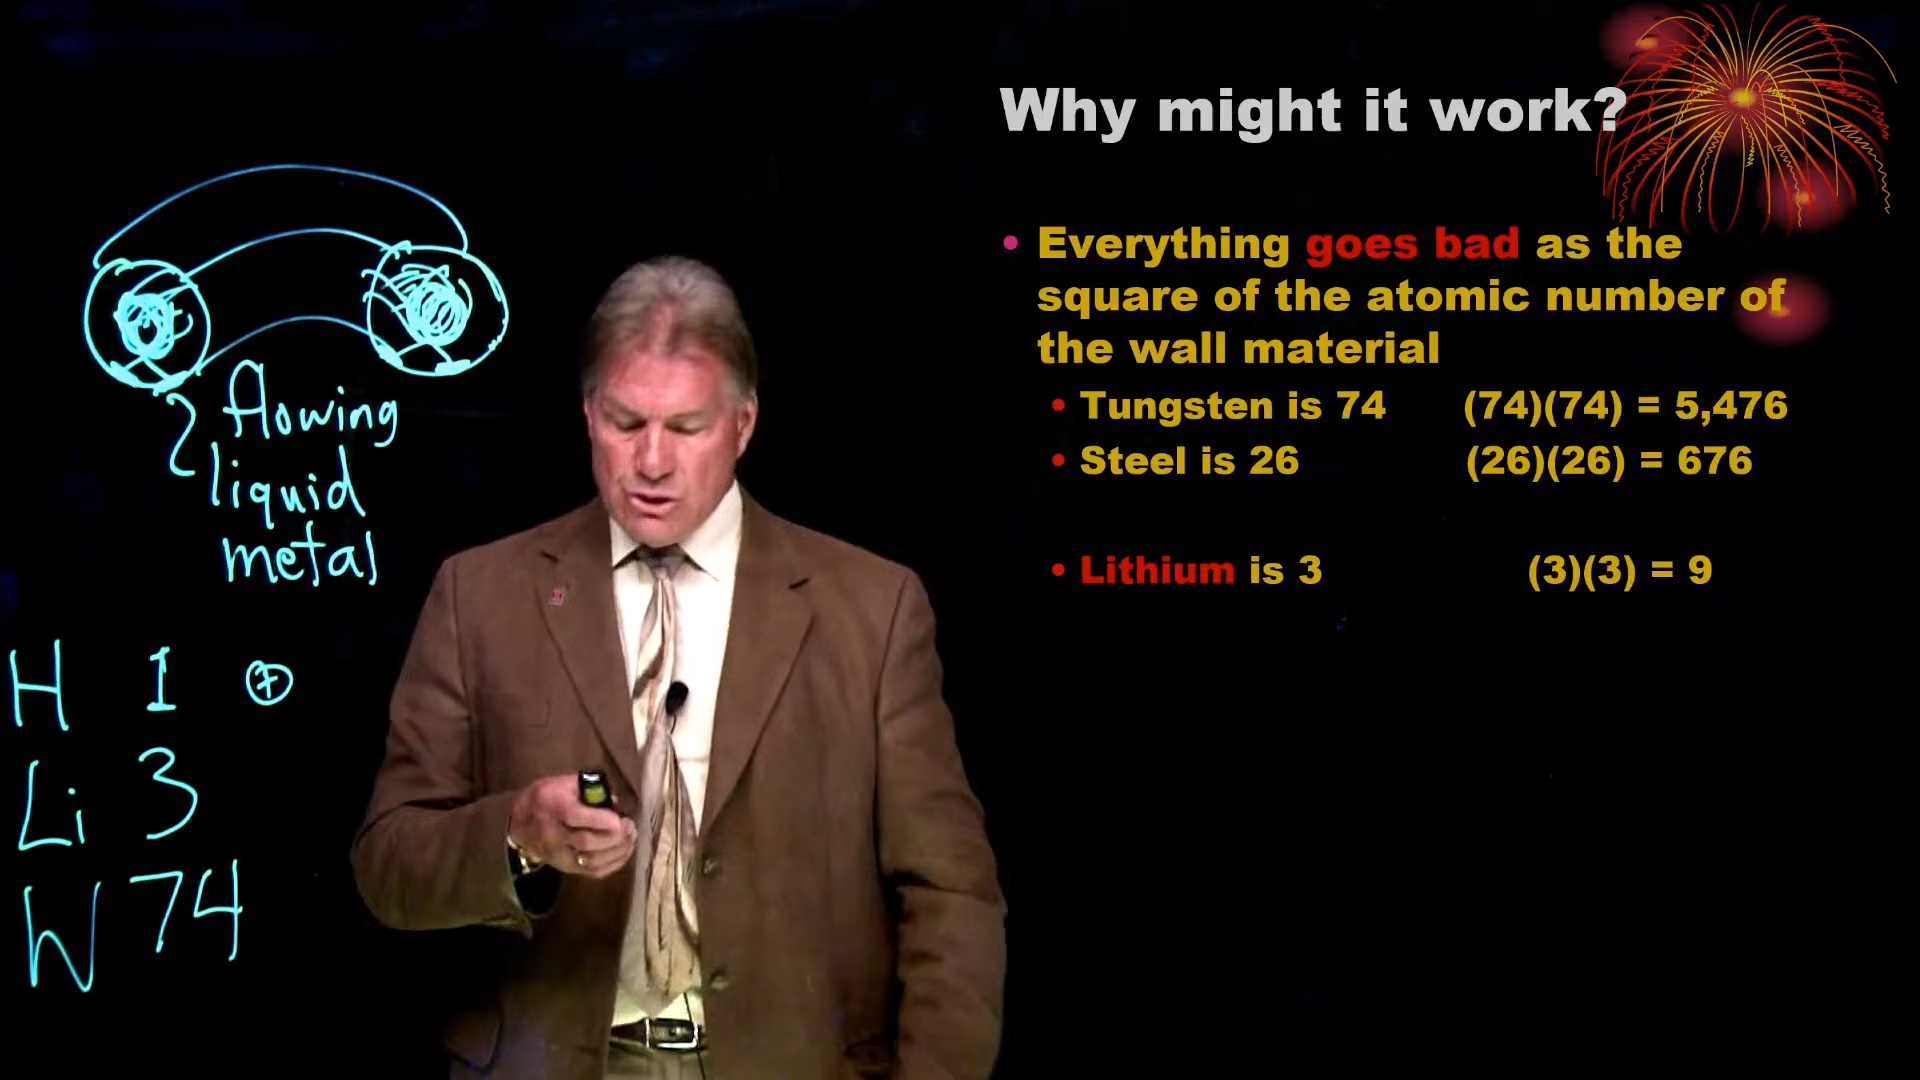 Why might it work?
• Everything goes bad as the
square of the atomic number of
the wall material
• Tungsten is 74 (74)(74) = 5,476
• Steel is 26 (26)(26) = 676
• Lithium is 3 (3)(3) = 9
flowing
liquid
metal
H 1 +
Li 3
W 74